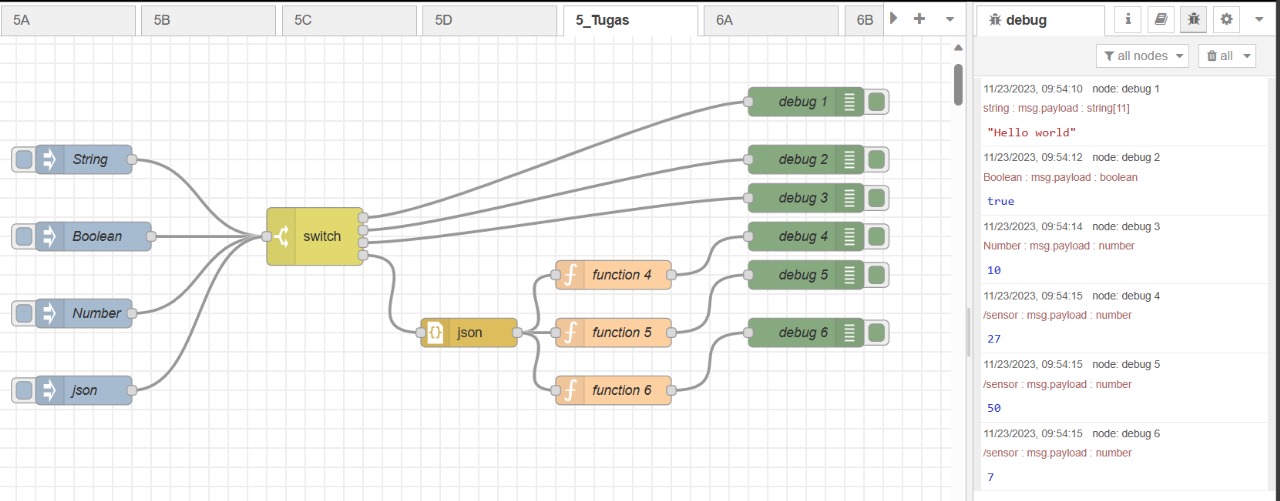 5A
5B
5C
5D
5_Tugas
6A
6B
debug
all nodes
all
String
Boolean
Number
json
switch
json
function 4
function 5
function 6
debug 1
debug 2
debug 3
debug 4
debug 5
debug 6
11/23/2023, 09:54:10 node: debug 1
string : msg.payload : string[11]
"Hello world"
11/23/2023, 09:54:12 node: debug 2
Boolean : msg.payload : boolean
true
11/23/2023, 09:54:14 node: debug 3
Number : msg.payload : number
10
11/23/2023, 09:54:15 node: debug 4
/sensor : msg.payload : number
27
11/23/2023, 09:54:15 node: debug 5
/sensor : msg.payload : number
50
11/23/2023, 09:54:15 node: debug 6
/sensor : msg.payload : number
7